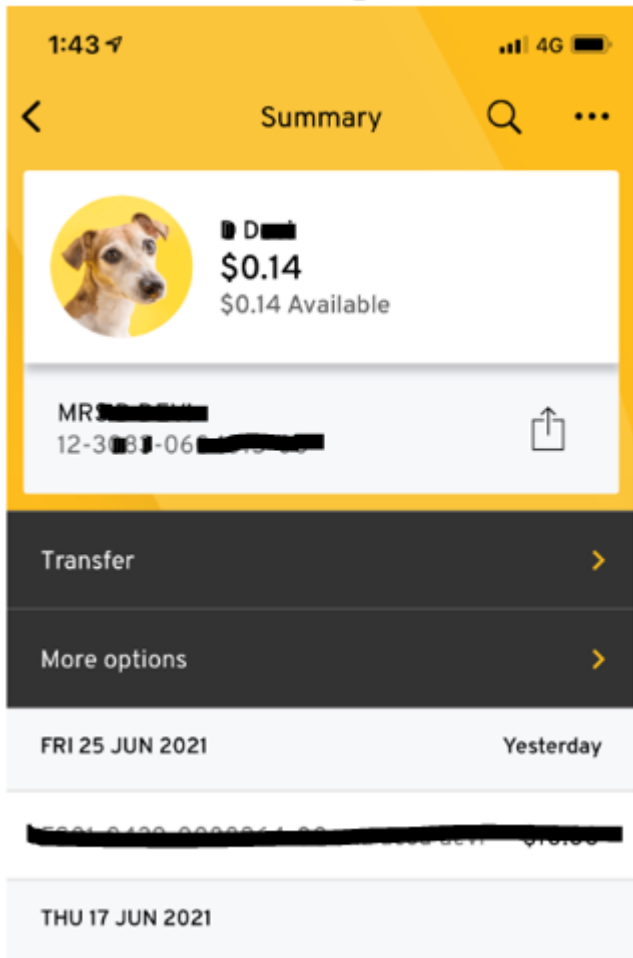 1:43 4G
Summary
$0.14
$0.14 Available
MRS
Transfer
More options
FRI 25 JUN 2021 Yesterday
THU 17 JUN 2021